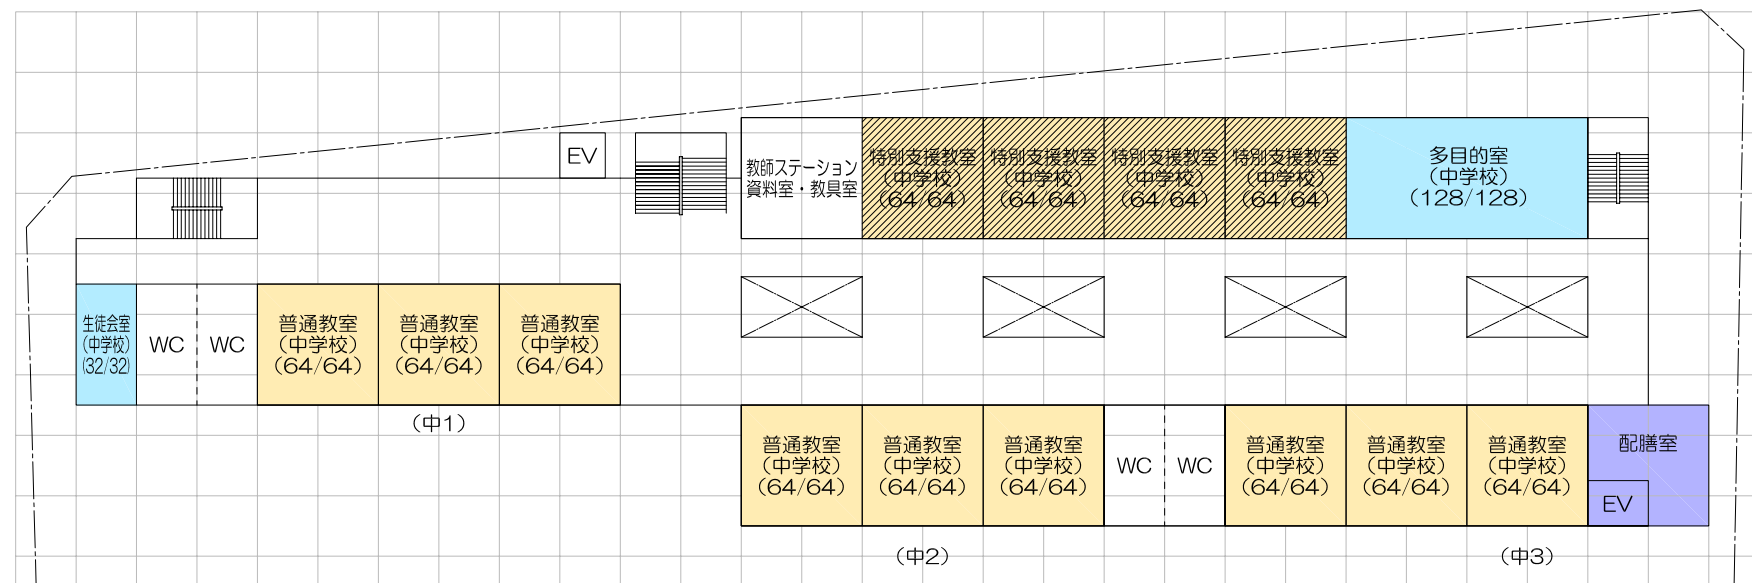 EV
教師ステーション
資料室・教具室
特別支援教室
(中学校)
(64/64)
特別支援教室
(中学校)
(64/64)
特別支援教室
(中学校)
(64/64)
特別支援教室
(中学校)
(64/64)
多目的室
(中学校)
(128/128)
生徒会室
(中学校)
(32/32)
WC
WC
普通教室
(中学校)
(64/64)
普通教室
(中学校)
(64/64)
普通教室
(中学校)
(64/64)
(中1)
普通教室
(中学校)
(64/64)
普通教室
(中学校)
(64/64)
普通教室
(中学校)
(64/64)
WC
WC
普通教室
(中学校)
(64/64)
普通教室
(中学校)
(64/64)
普通教室
(中学校)
(64/64)
配膳室
EV
(中2)
(中3)